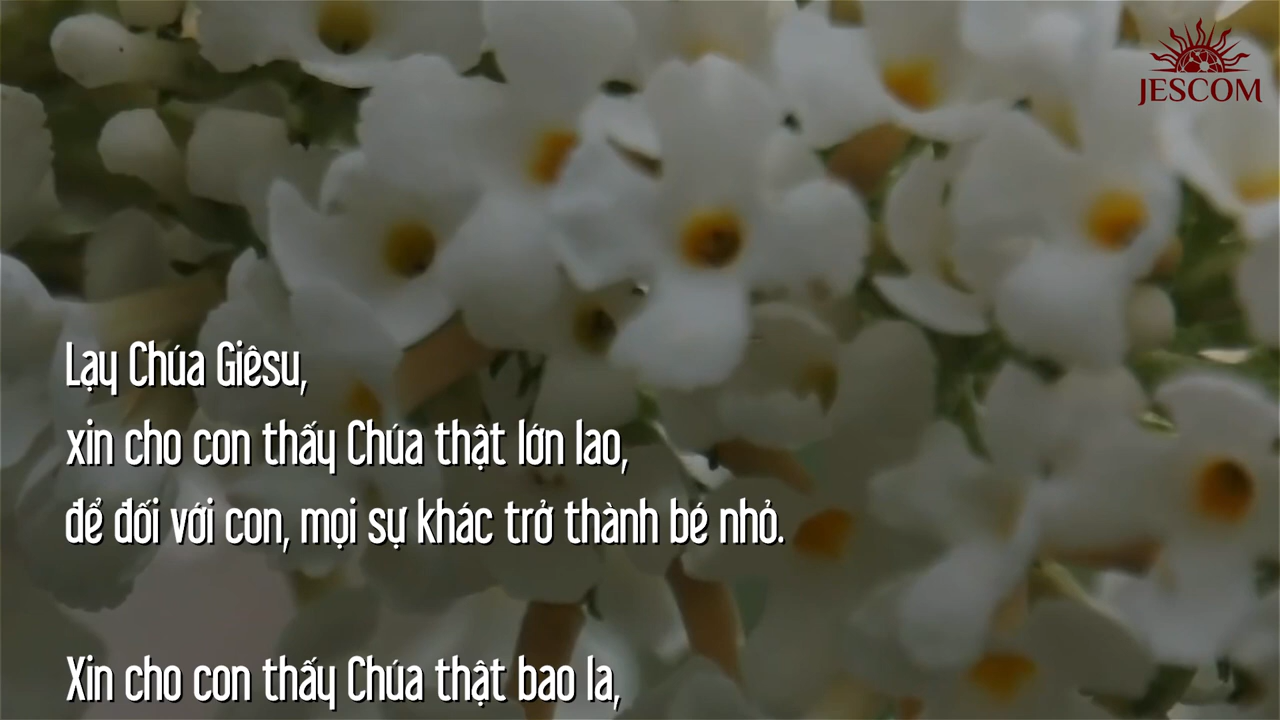 JESCOM
Lạy Chúa Giêsu,
xin cho con thấy Chúa thật lớn lao,
để đối với con, mọi sự khác trở thành bé nhỏ.
Xin cho con thấy Chúa thật bao la,